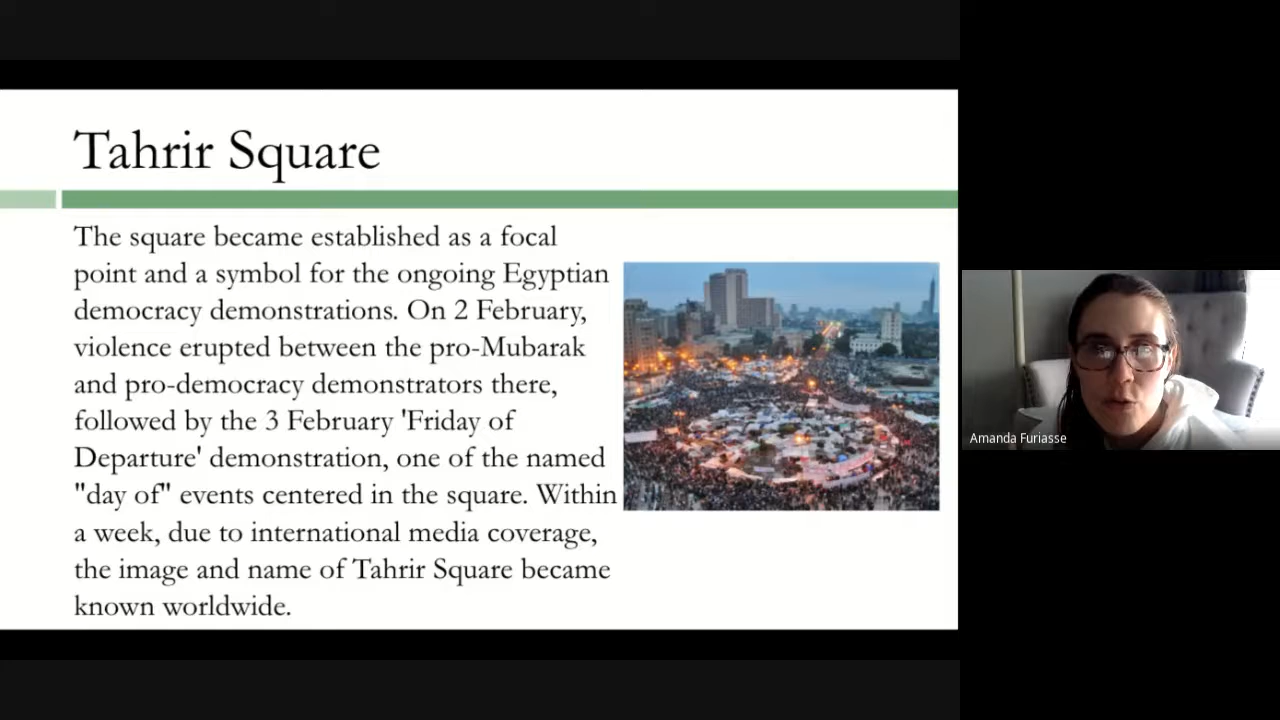 Tahrir Square
The square became established as a focal
point and a symbol for the ongoing Egyptian
democracy demonstrations. On 2 February,
violence erupted between the pro-Mubarak
and pro-democracy demonstrators there,
followed by the 3 February 'Friday of
Departure' demonstration, one of the named
"day of" events centered in the square. Within
a week, due to international media coverage,
the image and name of Tahrir Square became
known worldwide.
Amanda Furiasse